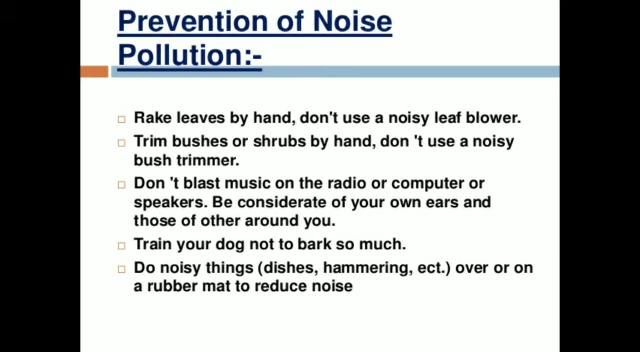 Prevention of Noise
Pollution:-
Rake leaves by hand, don't use a noisy leaf blower.
Trim bushes or shrubs by hand, don 't use a noisy
bush trimmer.
Don 't blast music on the radio or computer or
speakers. Be considerate of your own ears and
those of other around you.
Train your dog not to bark so much.
Do noisy things (dishes, hammering, ect.) over or on
a rubber mat to reduce noise